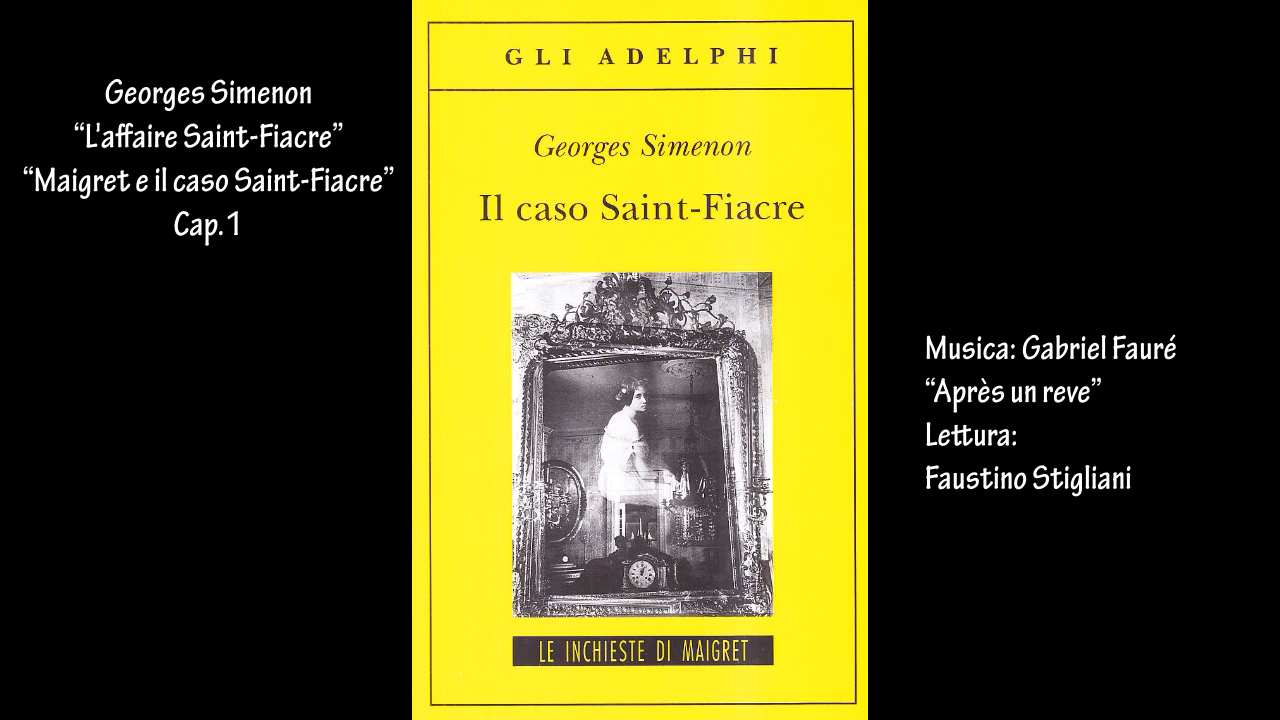 Georges Simenon
“L'affaire Saint-Fiacre”
“Maigret e il caso Saint-Fiacre”
Cap.1
GLI ADELPHI
Georges Simenon
Il caso Saint-Fiacre
LE INCHIESTE DI MAIGRET
Musica: Gabriel Fauré
“Après un reve”
Lettura:
Faustino Stigliani